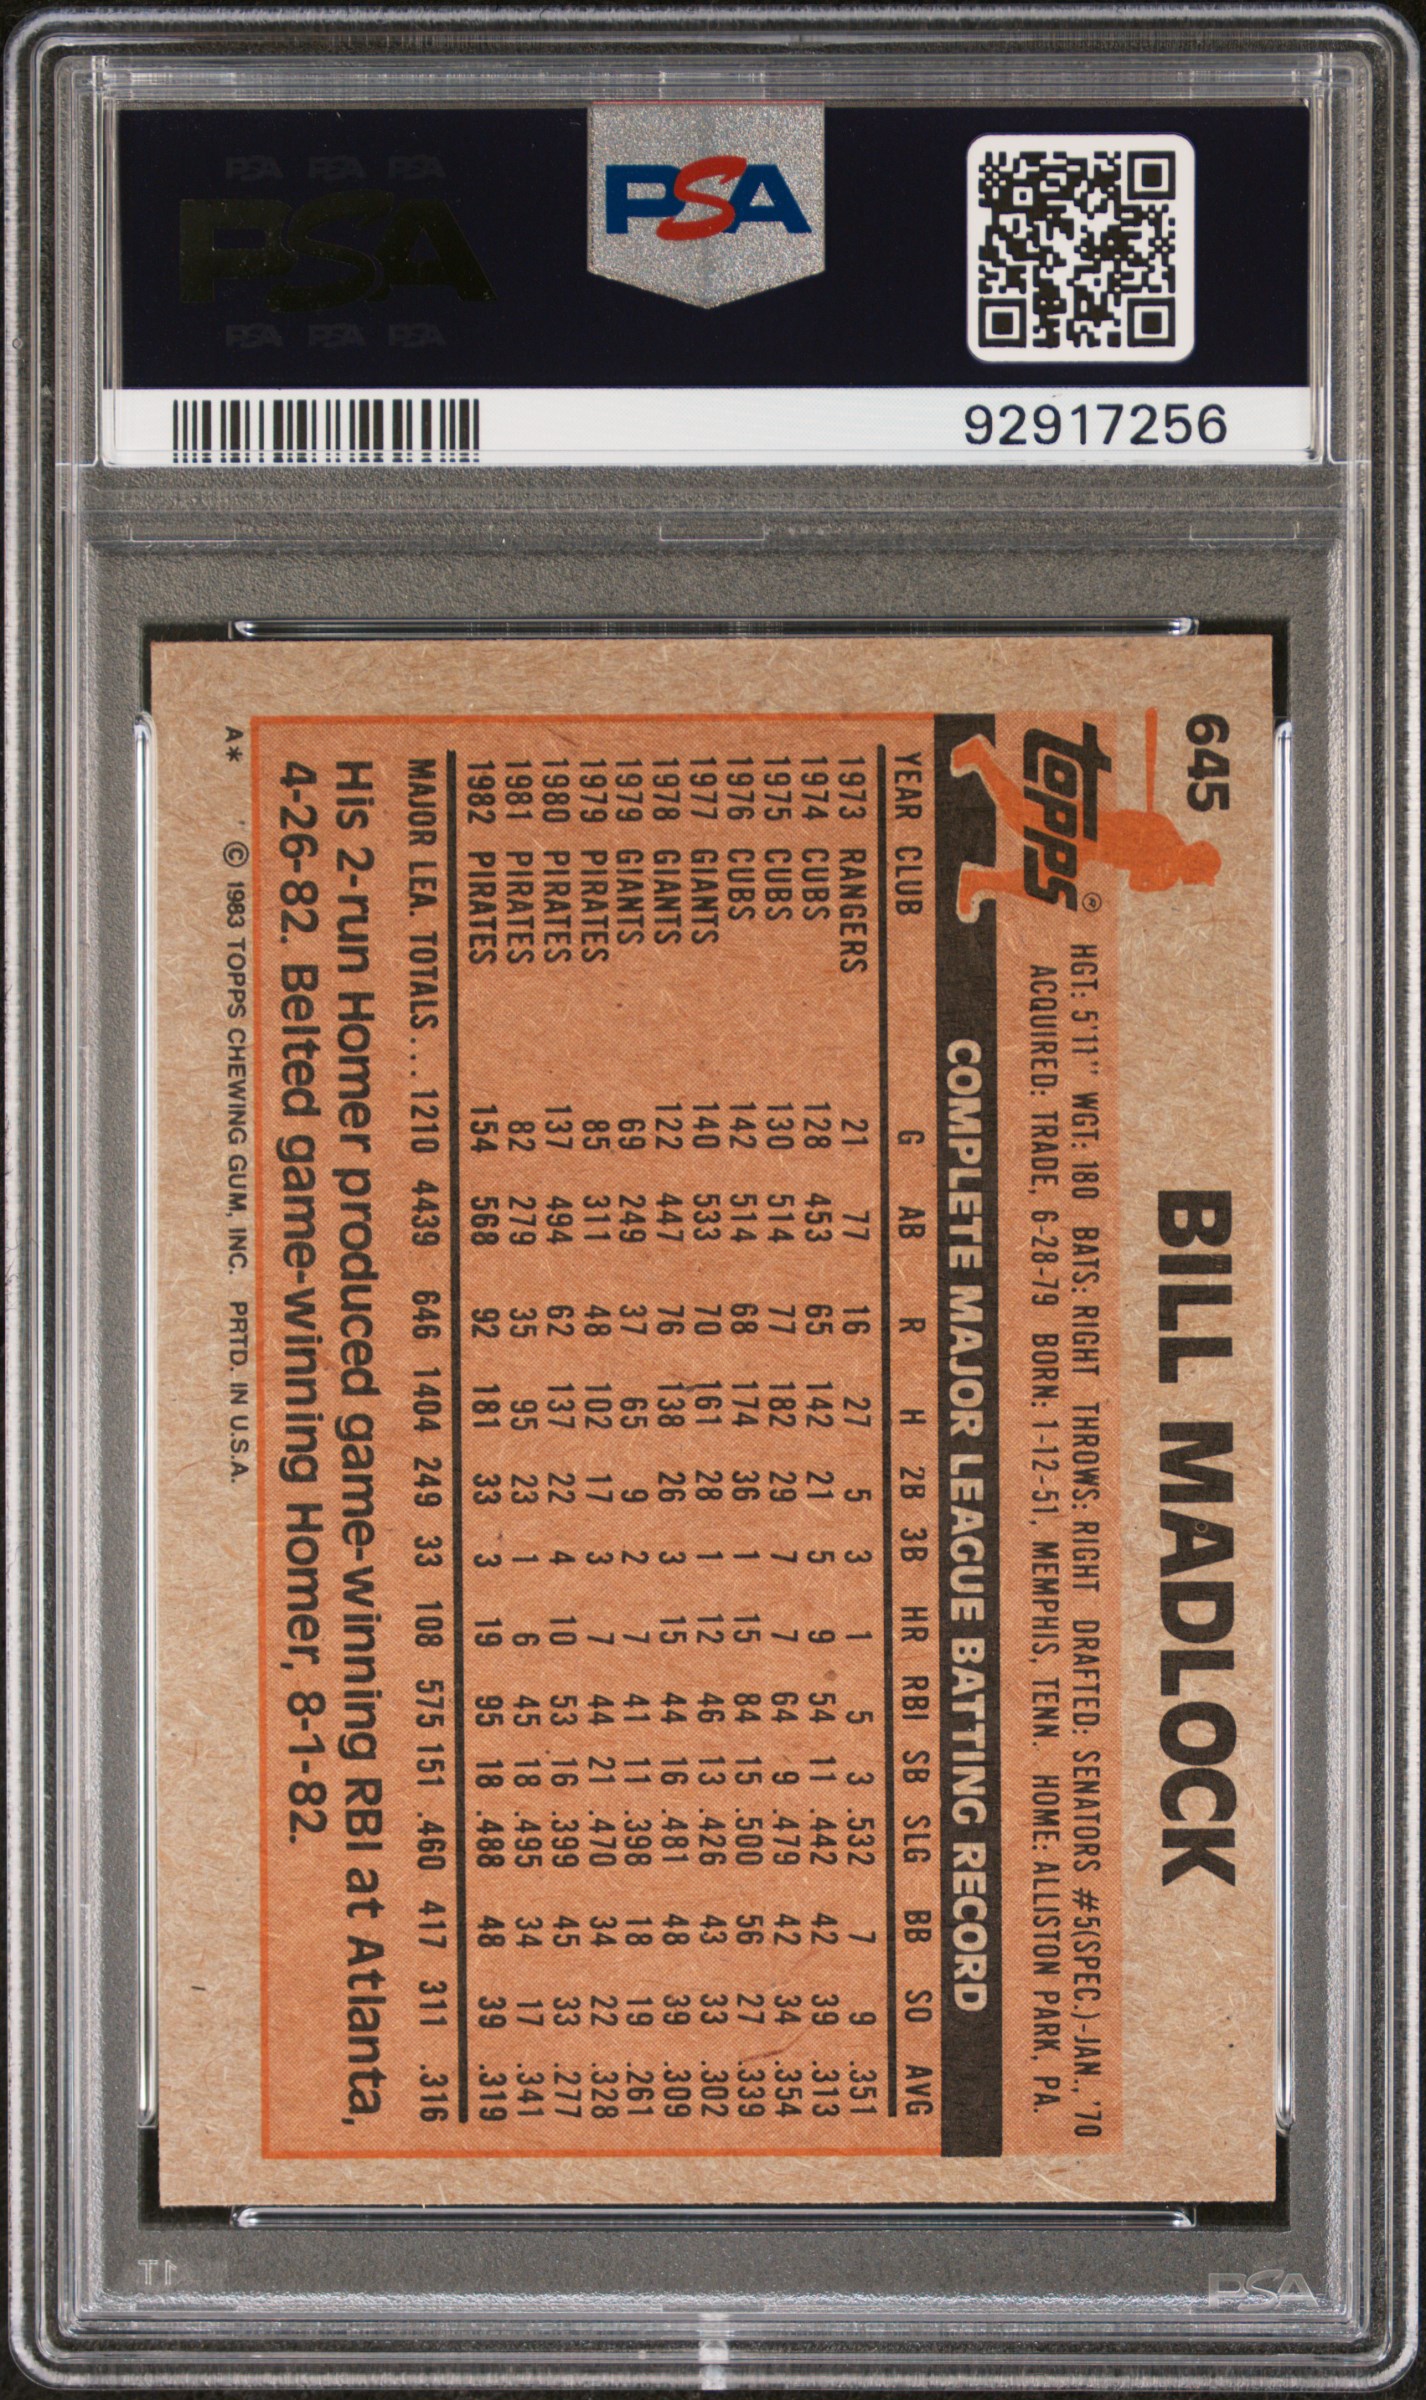 PSA PSA PSA
PSA
PSA PSA PSA
PSA
92917256
645
BILL MADLOCK
TOPPS®
HGT: 5'11" WGT: 180 BATS: RIGHT THROWS: RIGHT DRAFTED: SENATORS #5(SPEC.)-JAN., '70
ACQUIRED: TRADE, 6-28-79 BORN: 1-12-51, MEMPHIS, TENN. HOME: ALLISTON PARK, PA.
COMPLETE MAJOR LEAGUE BATTING RECORD
YEAR CLUB G AB R H 2B 3B HR RBI SB SLG BB SO AVG
1973 RANGERS 21 77 16 27 5 3 1 5 3 .532 7 9 .351
1974 CUBS 128 453 65 142 21 5 9 54 11 .442 42 39 .313
1975 CUBS 130 514 77 182 29 7 7 64 9 .479 42 34 .354
1976 CUBS 142 514 68 174 36 1 15 84 15 .500 56 27 .339
1977 GIANTS 140 533 70 161 28 1 12 46 13 .426 43 33 .302
1978 GIANTS 122 447 76 138 26 3 15 44 16 .481 48 39 .309
1979 GIANTS 69 249 37 65 9 2 7 41 11 .398 18 19 .261
1979 PIRATES 85 311 48 102 17 3 7 44 21 .470 34 22 .328
1980 PIRATES 137 494 62 137 22 4 10 53 16 .399 45 33 .277
1981 PIRATES 82 279 35 95 23 1 6 45 18 .495 34 17 .341
1982 PIRATES 154 568 92 181 33 3 19 95 18 .488 48 39 .319
MAJOR LEA. TOTALS... 1210 4439 646 1404 249 33 108 575 151 .460 417 311 .316
His 2-run Homer produced game-winning RBI at Atlanta,
4-26-82. Belted game-winning Homer, 8-1-82.
A* © 1983 TOPPS CHEWING GUM, INC. PRTD. IN U.S.A.
1T
PSA